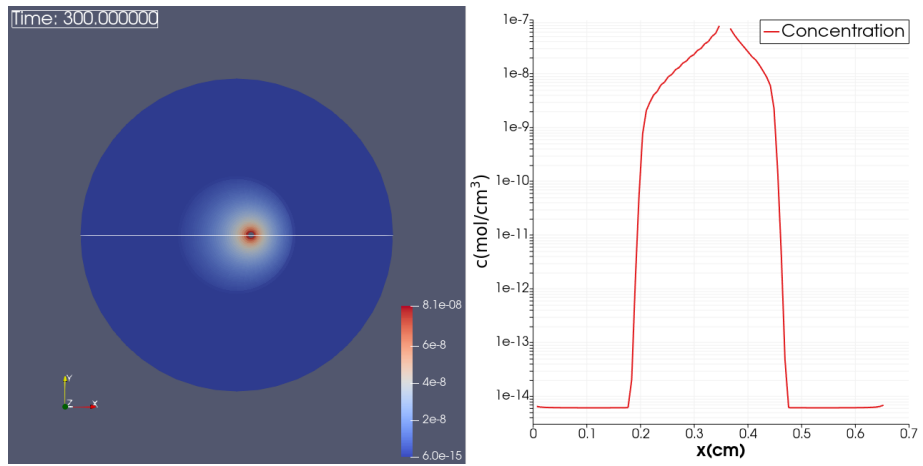 Time: 300.000000
8.1e-08
6e-8
4e-8
2e-8
6.0e-15
Y
Z
X
Concentration
1e-7
1e-8
1e-9
1e-10
1e-11
1e-12
1e-13
1e-14
c(mol/cm³)
0
0.1
0.2
0.3
0.4
0.5
0.6
0.7
x(cm)